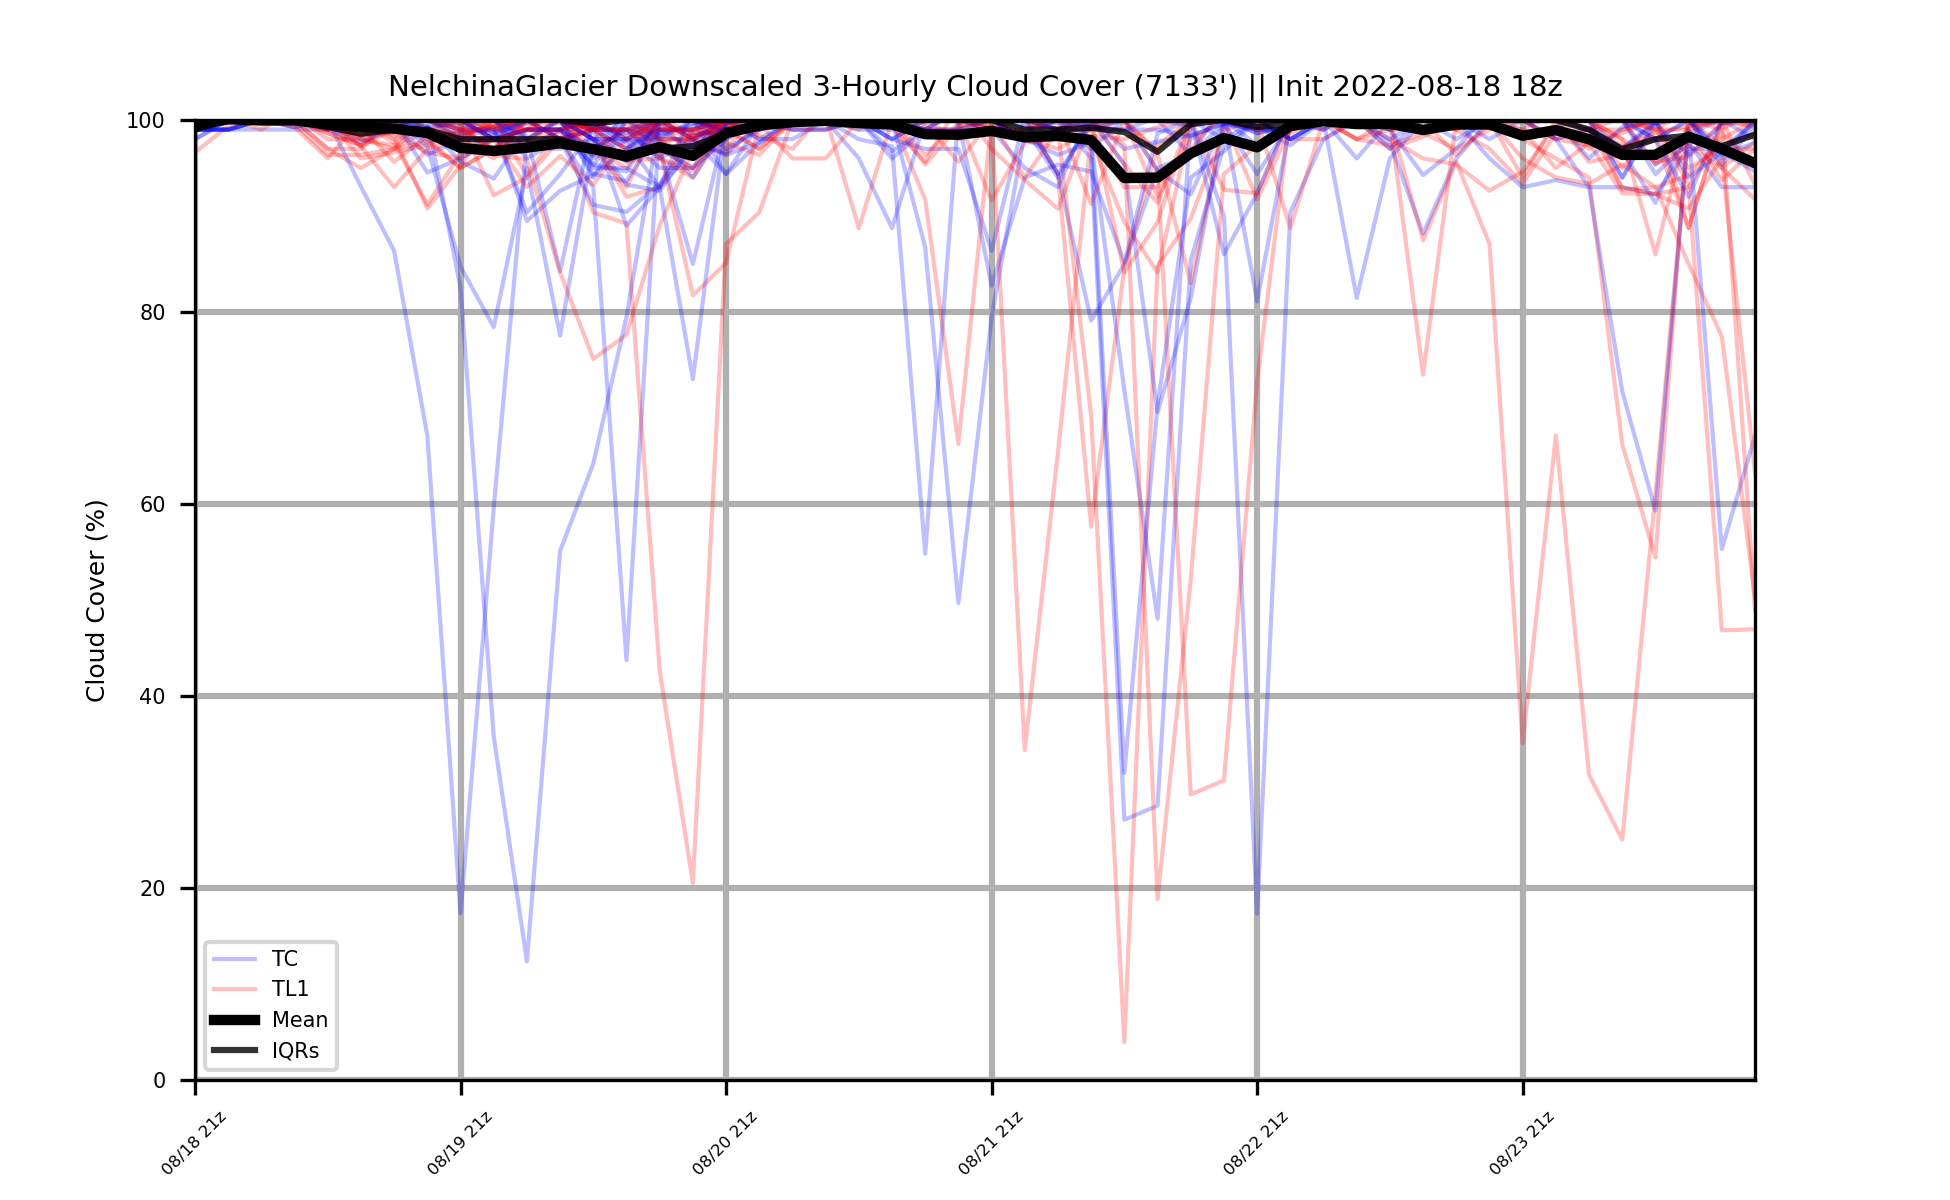 NelchinaGlacier Downscaled 3-Hourly Cloud Cover (7133') || Init 2022-08-18 18z
Cloud Cover (%)
100
80
60
40
20
0
TC
TL1
Mean
IQRs
08/18 21z
08/19 21z
08/20 21z
08/21 21z
08/22 21z
08/23 21z